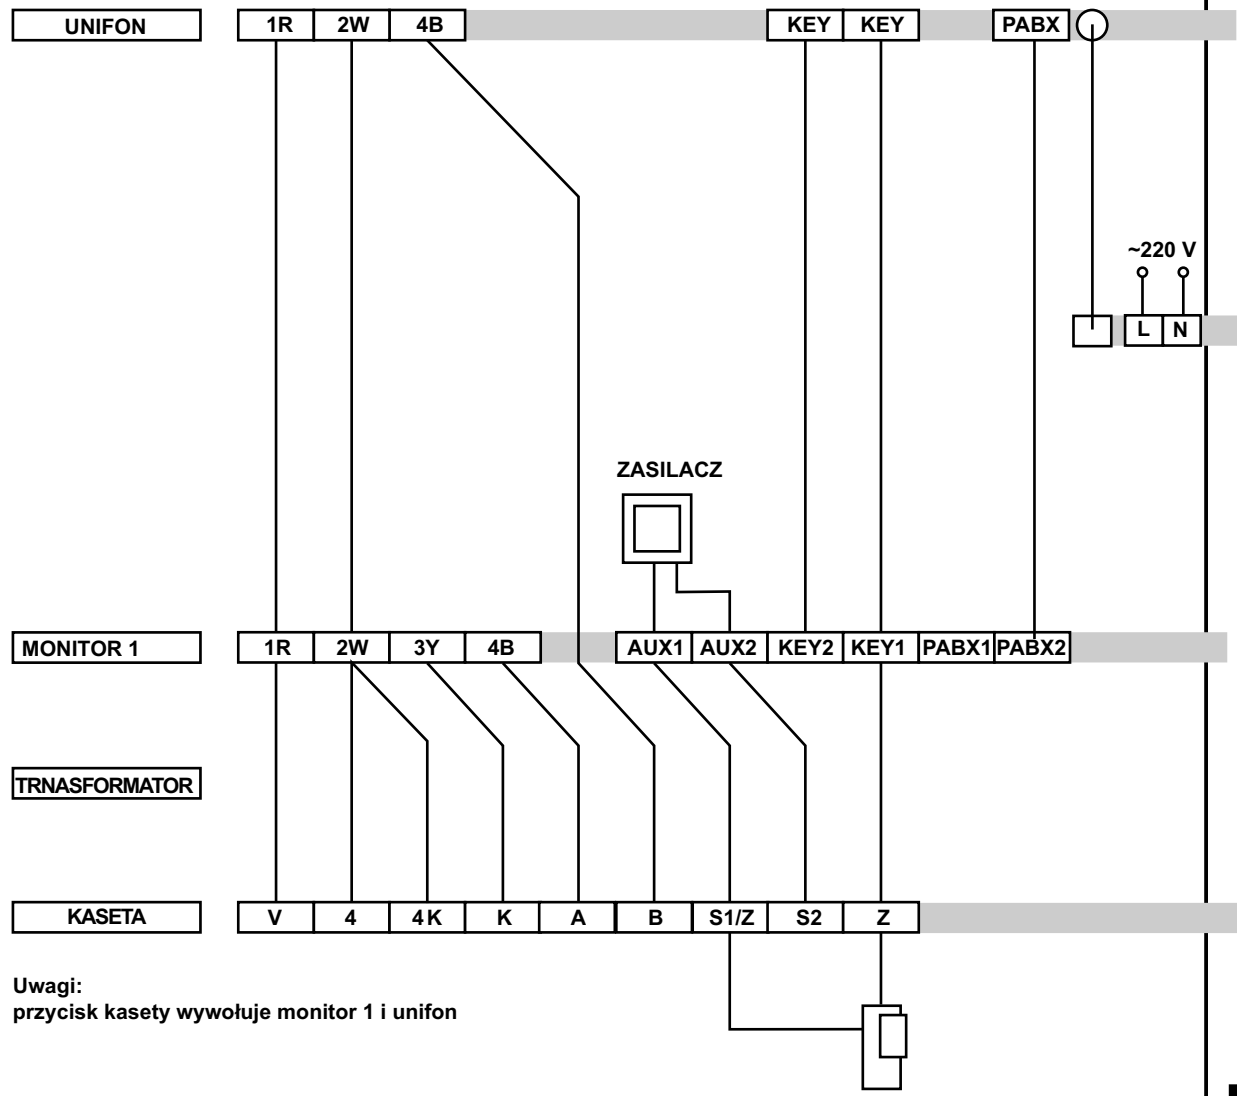 UNIFON 1R 2W 4B KEY KEY PABX
~220 V
L N
ZASILACZ
MONITOR 1 1R 2W 3Y 4B AUX1 AUX2 KEY2 KEY1 PABX1 PABX2
TRNASFORMATOR
KASETA V 4 4K K A B S1/Z S2 Z
Uwagi:
przycisk kasety wywołuje monitor 1 i unifon